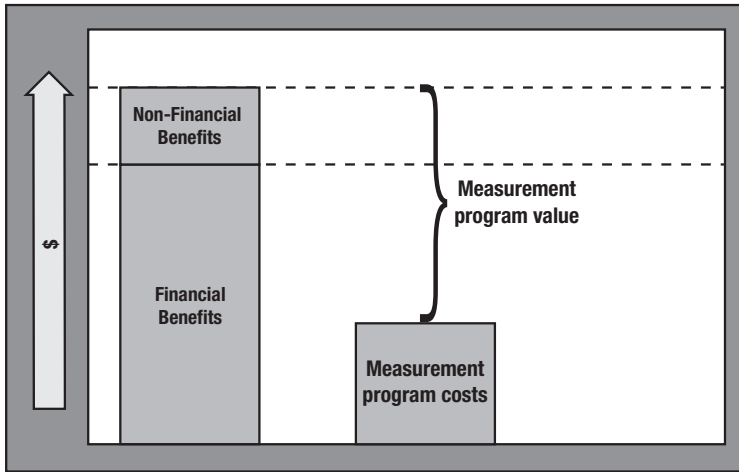 $
Non-Financial
Benefits
Financial
Benefits
Measurement
program value
Measurement
program costs